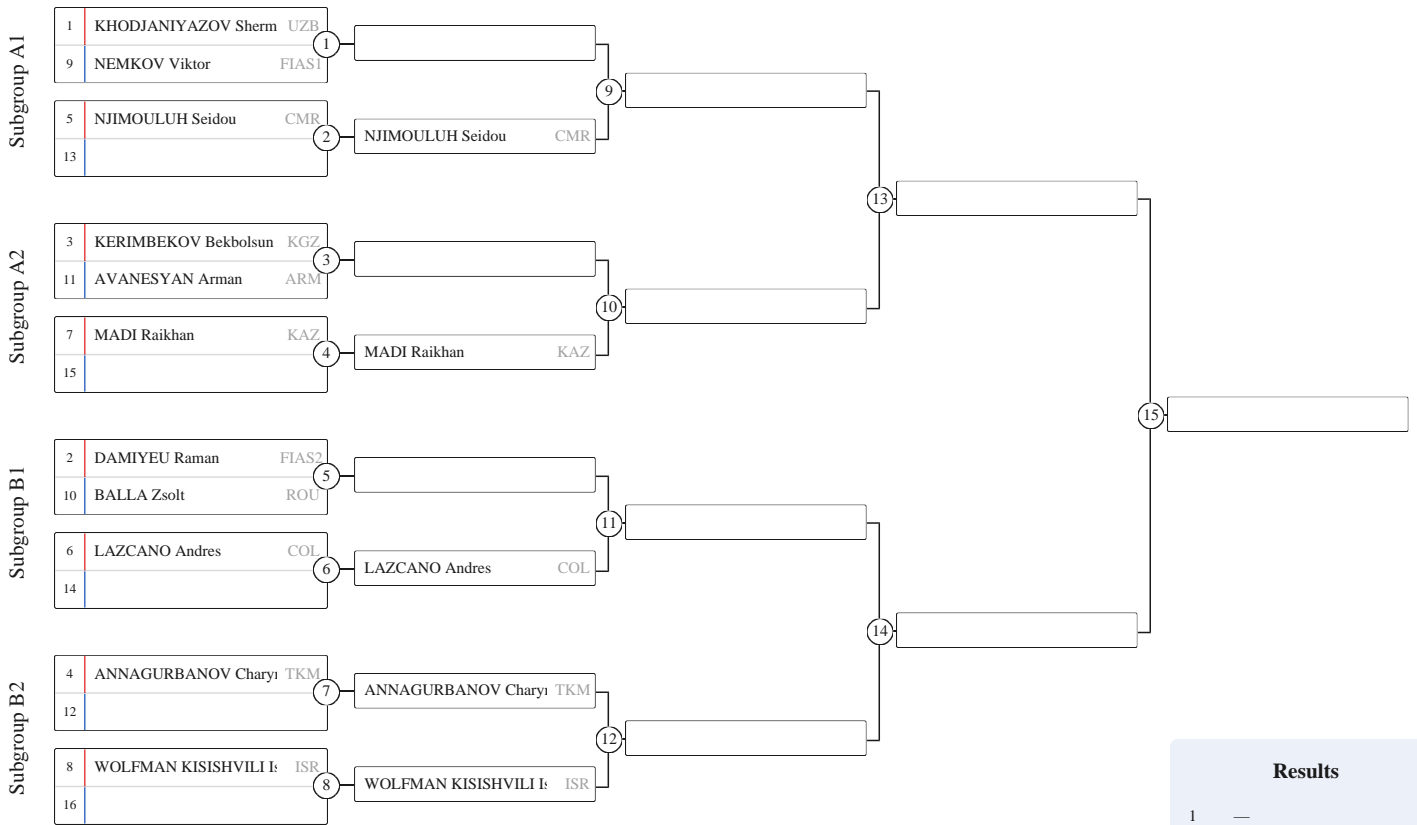 Subgroup A1
1 KHODJANIYAZOV Sherm UZB
9 NEMKOV Viktor FIAS1
1
5 NJIMOULUH Seidou CMR
13
2
NJIMOULUH Seidou CMR
9
Subgroup A2
3 KERIMBEKOV Bekbolsun KGZ
11 AVANESYAN Arman ARM
3
7 MADI Raikhan KAZ
15
4
MADI Raikhan KAZ
10
13
Subgroup B1
2 DAMIYEU Raman FIAS2
10 BALLA Zsolt ROU
5
6 LAZCANO Andres COL
14
6
LAZCANO Andres COL
11
Subgroup B2
4 ANNAGURBANOV TKM
12
7
ANNAGURBANOV TKM
8 WOLFMAN KISISHVILI ISR
16
8
WOLFMAN KISISHVILI ISR
12
14
15
Results
1 —